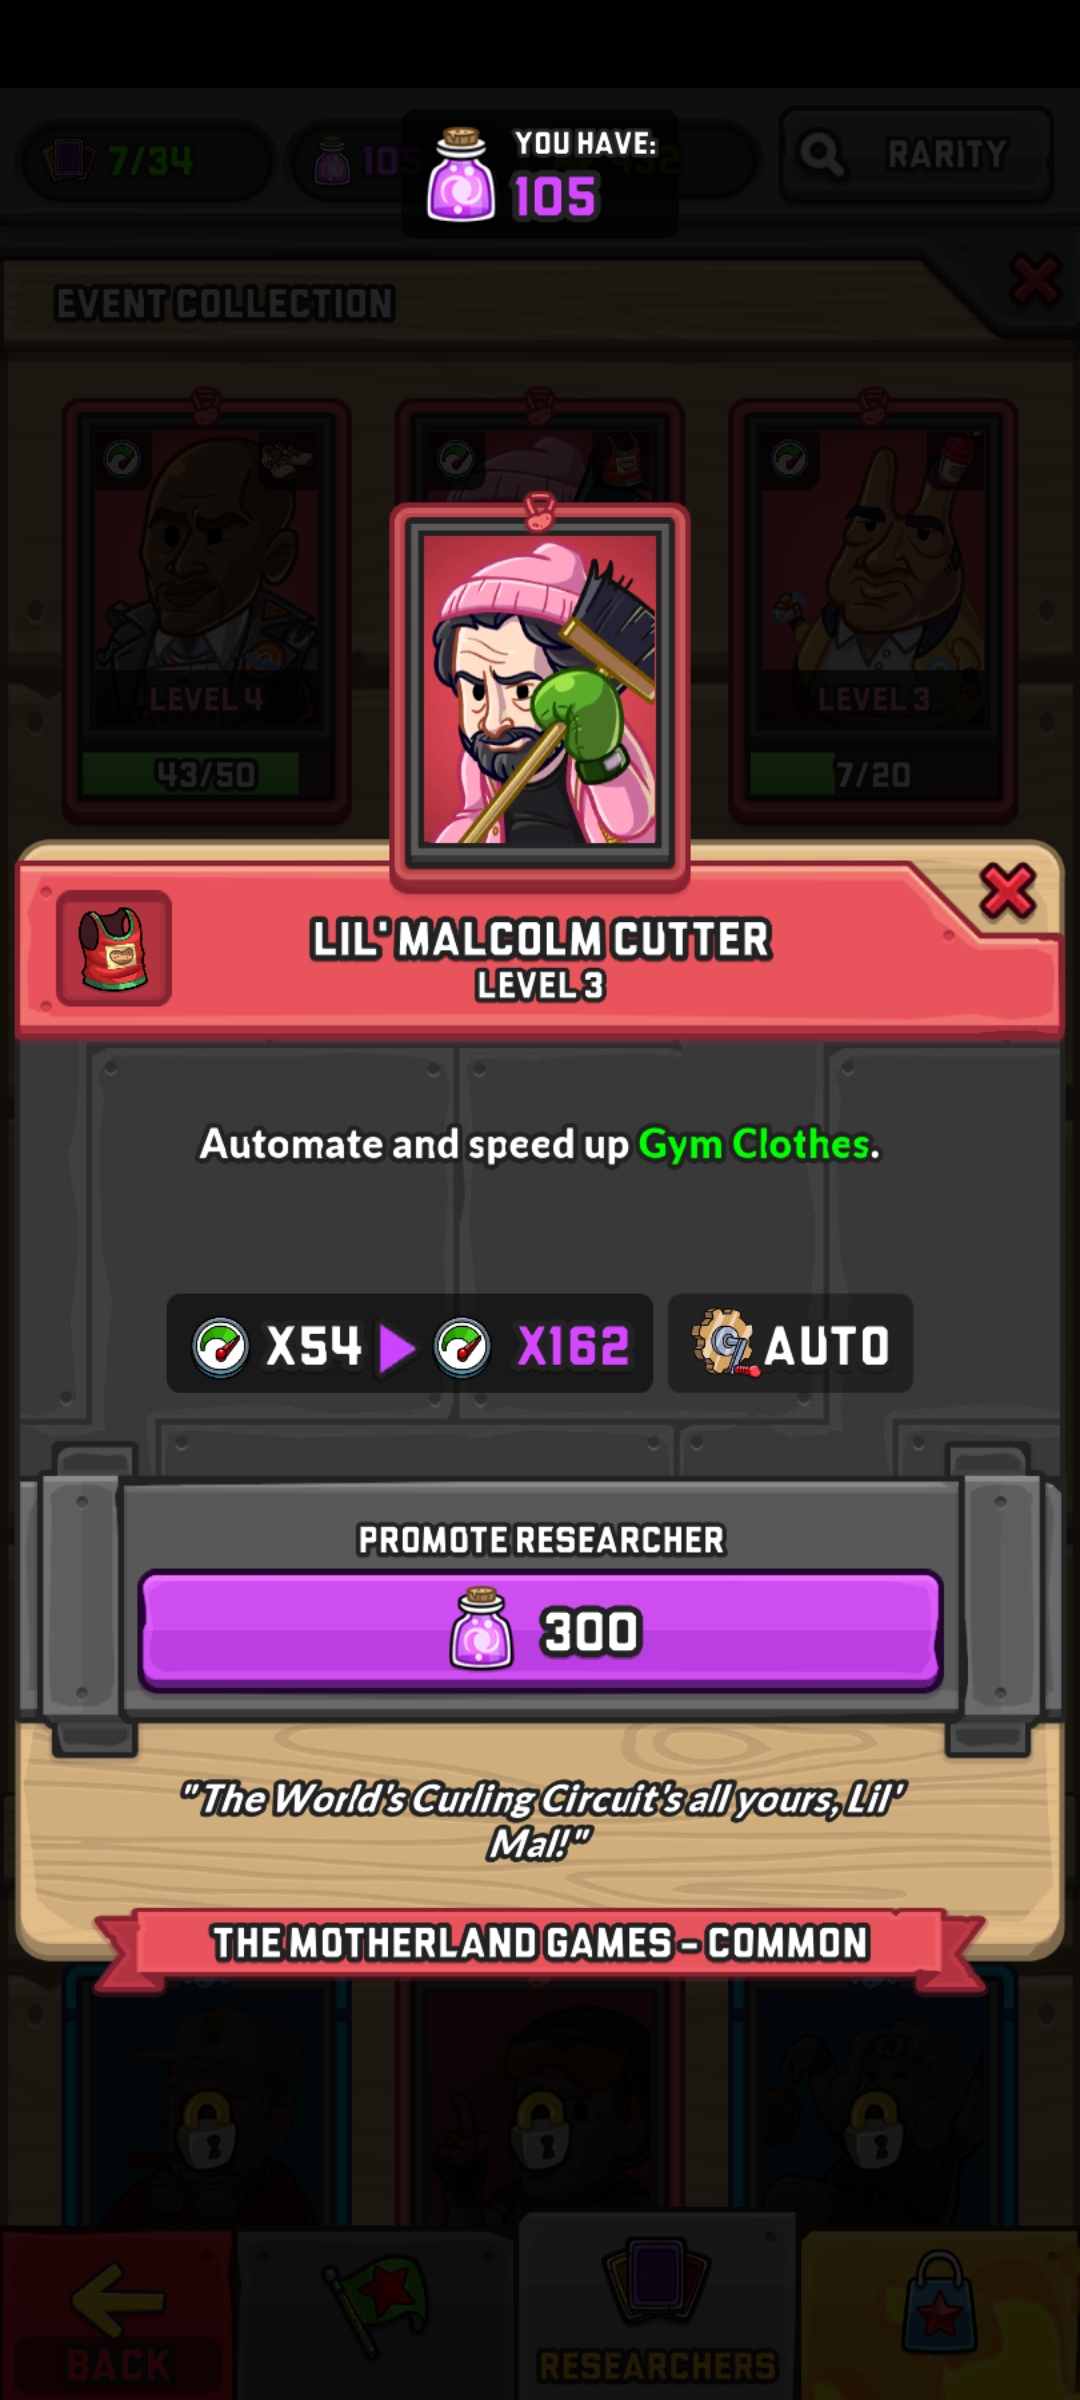 7/34
105
YOU HAVE:
105
RARITY
EVENT COLLECTION
LEVEL 4
LEVEL 3
43/50
7/20
LIL' MALCOLM CUTTER
LEVEL 3
Automate and speed up Gym Clothes.
X54 X162 AUTO
PROMOTE RESEARCHER
300
"The World's Curling Circuit's all yours, Lil'
Mal!"
THE MOTHERLAND GAMES - COMMON
BACK
RESEARCHERS